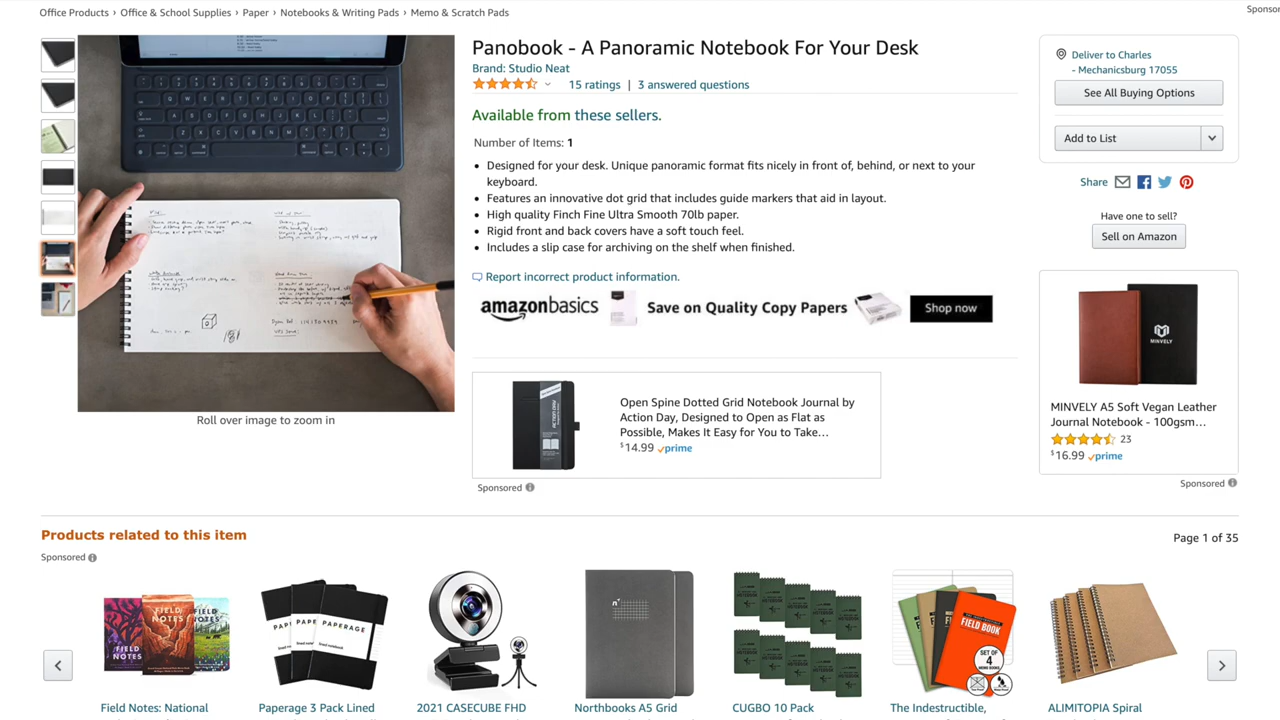 Office Products › Office & School Supplies › Paper › Notebooks & Writing Pads › Memo & Scratch Pads
Sponsor
Panobook - A Panoramic Notebook For Your Desk
Brand: Studio Neat
15 ratings | 3 answered questions
Available from these sellers.
Number of Items: 1
• Designed for your desk. Unique panoramic format fits nicely in front of, behind, or next to your
keyboard.
• Features an innovative dot grid that includes guide markers that aid in layout.
• High quality Finch Fine Ultra Smooth 70lb paper.
• Rigid front and back covers have a soft touch feel.
• Includes a slip case for archiving on the shelf when finished.
Report incorrect product information.
amazonbasics Save on Quality Copy Papers Shop now
Open Spine Dotted Grid Notebook Journal by
Action Day, Designed to Open as Flat as
Possible, Makes It Easy for You to Take...
$14.99 prime
ACTION DAY
Sponsored
Roll over image to zoom in
Deliver to Charles
- Mechanicsburg 17055
See All Buying Options
Add to List
Share
Have one to sell?
Sell on Amazon
MINVELY
MINVELY A5 Soft Vegan Leather
Journal Notebook - 100gsm...
23
$16.99 prime
Sponsored
Products related to this item
Page 1 of 35
Sponsored
FIELD NOTES
FIELD NOTES
FIELD NOTES
PAPERAGE
FIELD BOOK
SET OF
4
Field Notes: National
Paperage 3 Pack Lined
2021 CASECUBE FHD
Northbooks A5 Grid
CUGBO 10 Pack
The Indestructible,
ALIMITOPIA Spiral